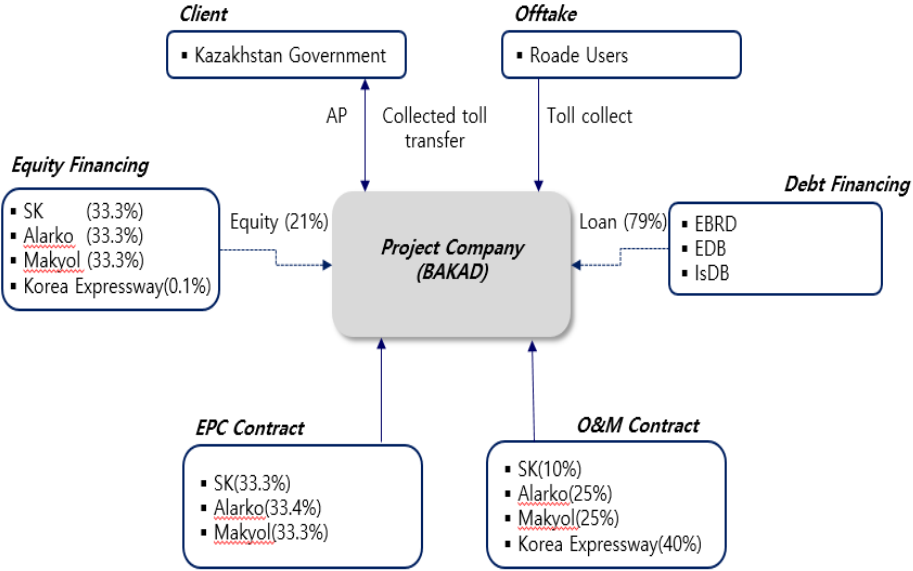 Client
▪ Kazakhstan Government
Offtake
▪ Roade Users
AP
Collected toll
transfer
Toll collect
Equity Financing
▪ SK (33.3%)
▪ Alarko (33.3%)
▪ Makyol (33.3%)
▪ Korea Expressway(0.1%)
Equity (21%)
Project Company
(BAKAD)
Loan (79%)
Debt Financing
▪ EBRD
▪ EDB
▪ IsDB
EPC Contract
▪ SK(33.3%)
▪ Alarko(33.4%)
▪ Makyol(33.3%)
O&M Contract
▪ SK(10%)
▪ Alarko(25%)
▪ Makyol(25%)
▪ Korea Expressway(40%)